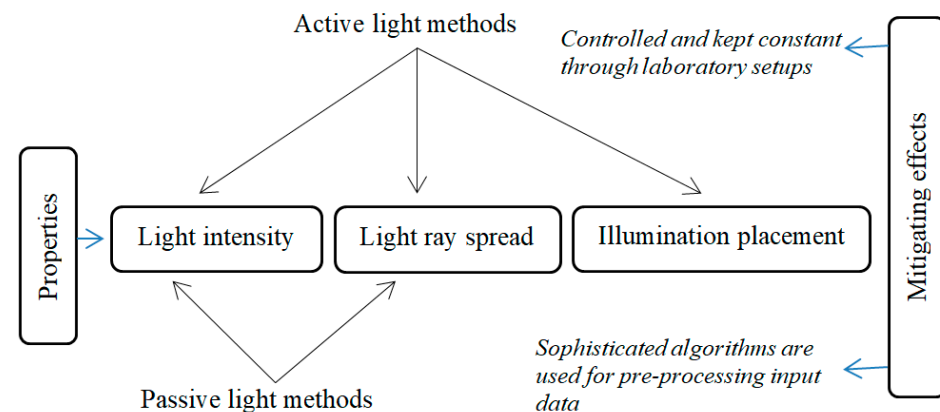 Active light methods
Controlled and kept constant
through laboratory setups
Properties
Light intensity
Light ray spread
Illumination placement
Mitigating effects
Sophisticated algorithms are
used for pre-processing input
data
Passive light methods